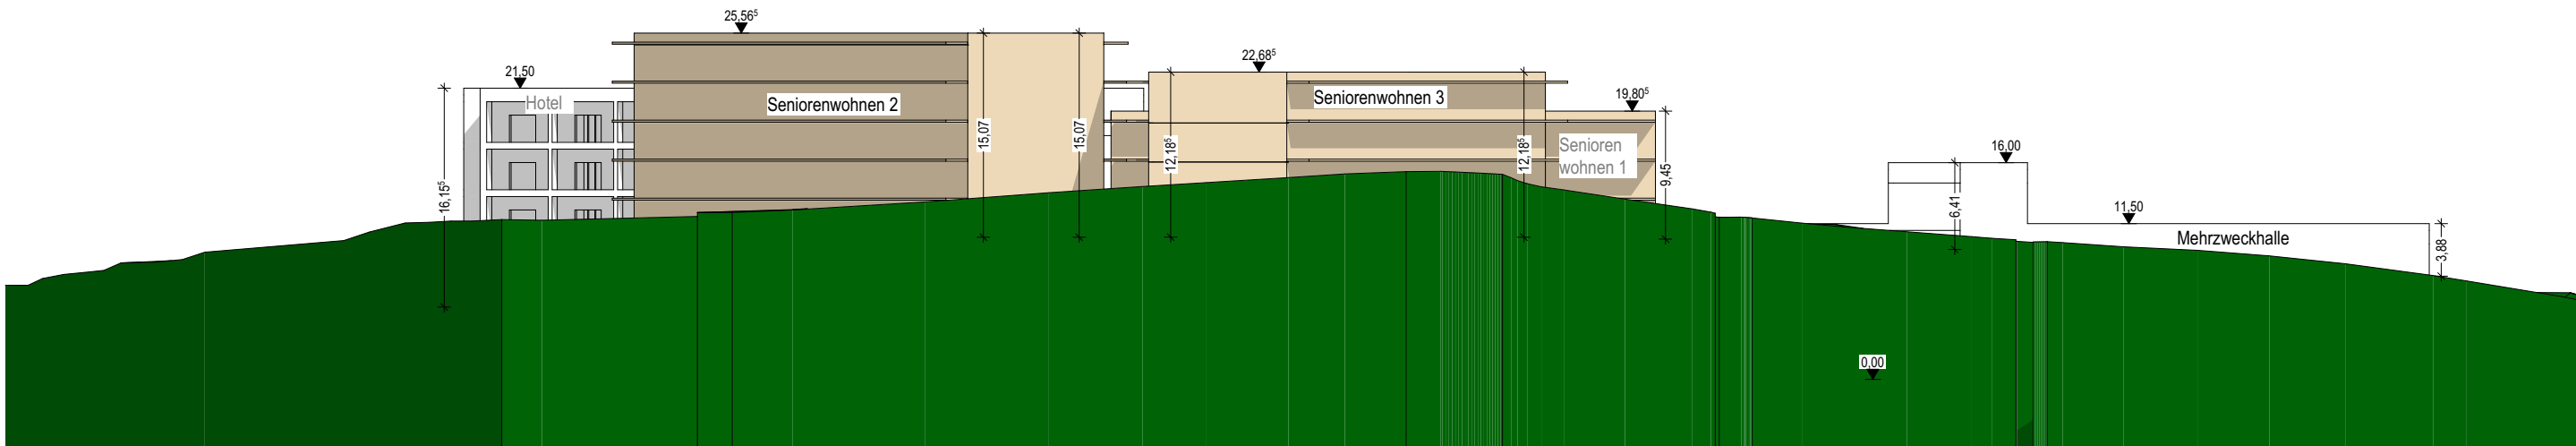 25,56⁵
22,68⁵
21,50
Hotel
Seniorenwohnen 2
Seniorenwohnen 3
19,80⁵
15,07
15,07
12,18⁵
12,18⁵
Senioren
wohnen 1
16,00
9,45
16,15⁵
6,41
11,50
Mehrzweckhalle
3,88
0,00